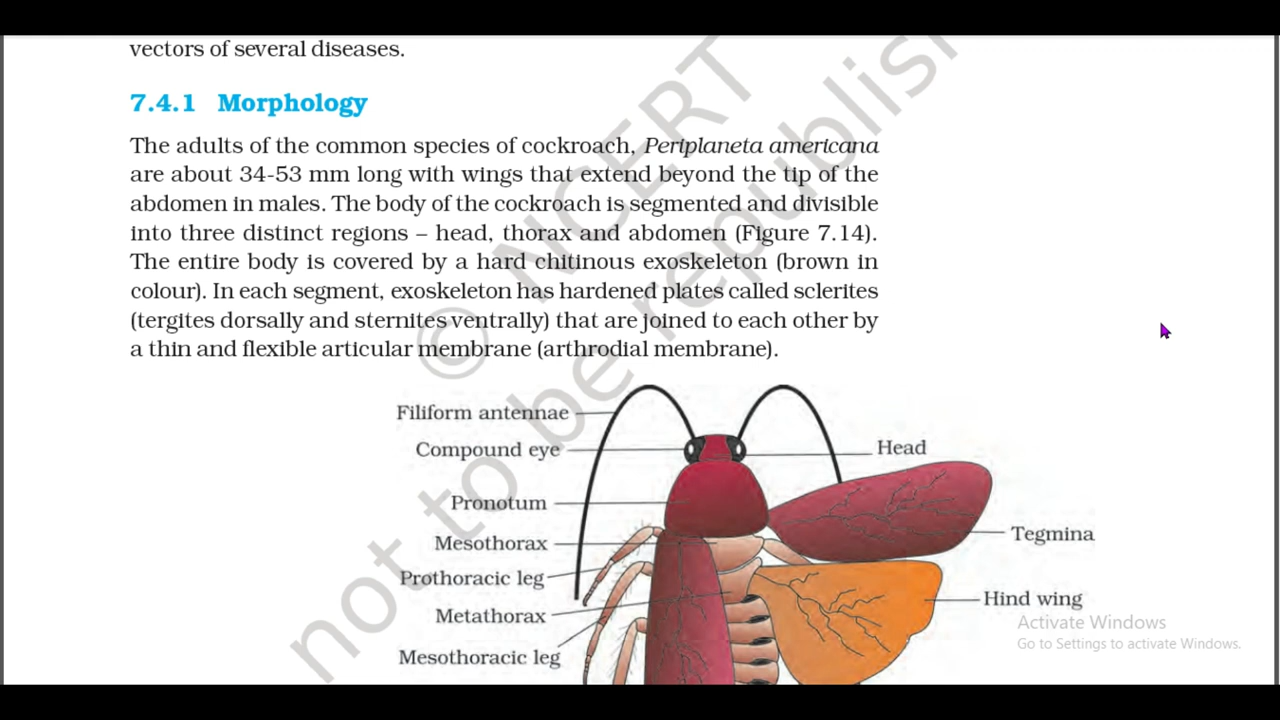 vectors of several diseases.
7.4.1 Morphology
The adults of the common species of cockroach, Periplaneta americana
are about 34-53 mm long with wings that extend beyond the tip of the
abdomen in males. The body of the cockroach is segmented and divisible
into three distinct regions – head, thorax and abdomen (Figure 7.14).
The entire body is covered by a hard chitinous exoskeleton (brown in
colour). In each segment, exoskeleton has hardened plates called sclerites
(tergites dorsally and sternites ventrally) that are joined to each other by
a thin and flexible articular membrane (arthrodial membrane).
Filiform antennae
Compound eye
Head
Pronotum
Tegmina
Mesothorax
Prothoracic leg
Hind wing
Metathorax
Mesothoracic leg
Activate Windows
Go to Settings to activate Windows.
© NCERT
not to be republish